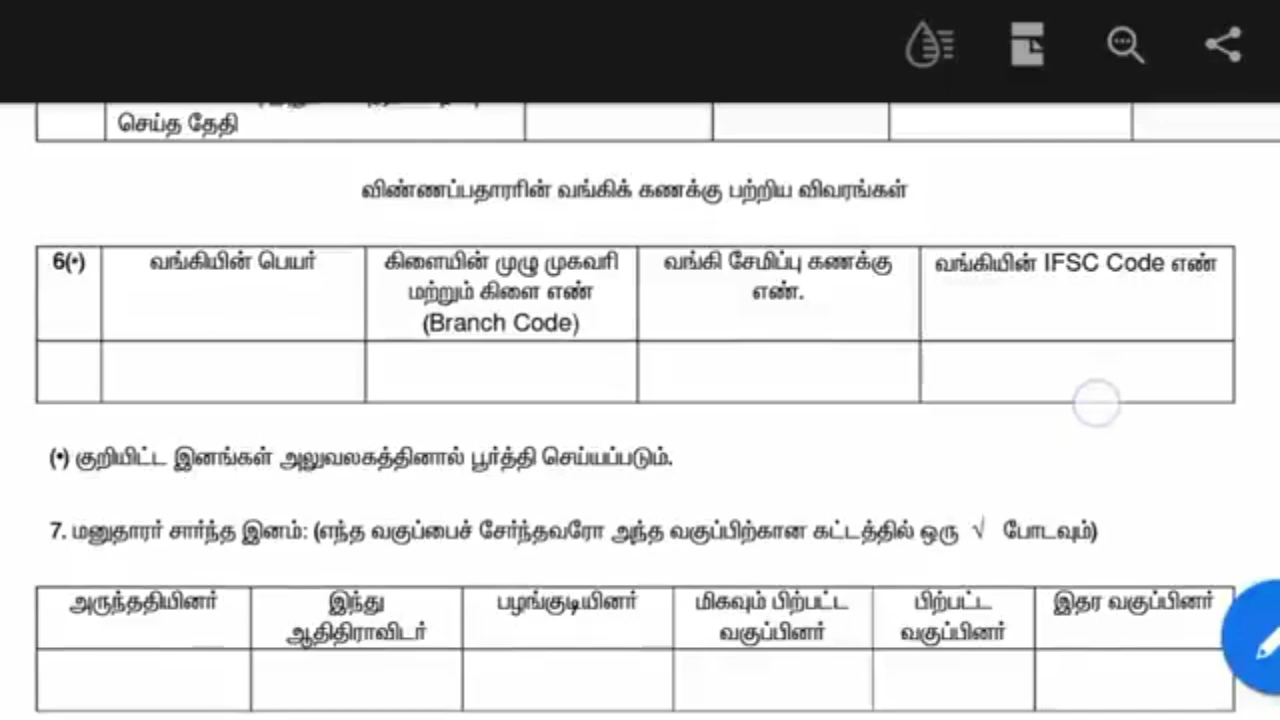 செய்த தேதி
விண்ணப்பதாரரின் வங்கிக் கணக்கு பற்றிய விவரங்கள்
6(•) வங்கியின் பெயர் கிளையின் முழு முகவரி மற்றும் கிளை எண் (Branch Code) வங்கி சேமிப்பு கணக்கு எண். வங்கியின் IFSC Code எண்
(•) குறியிட்ட இனங்கள் அலுவலகத்தினால் பூர்த்தி செய்யப்படும்.
7. மனுதாரர் சார்ந்த இனம்: (எந்த வகுப்பைச் சேர்ந்தவரோ அந்த வகுப்பிற்கான கட்டத்தில் ஒரு √ போடவும்)
அருந்ததியினர் இந்து ஆதிதிராவிடர் பழங்குடியினர் மிகவும் பிற்பட்ட வகுப்பினர் பிற்பட்ட வகுப்பினர் இதர வகுப்பினர்